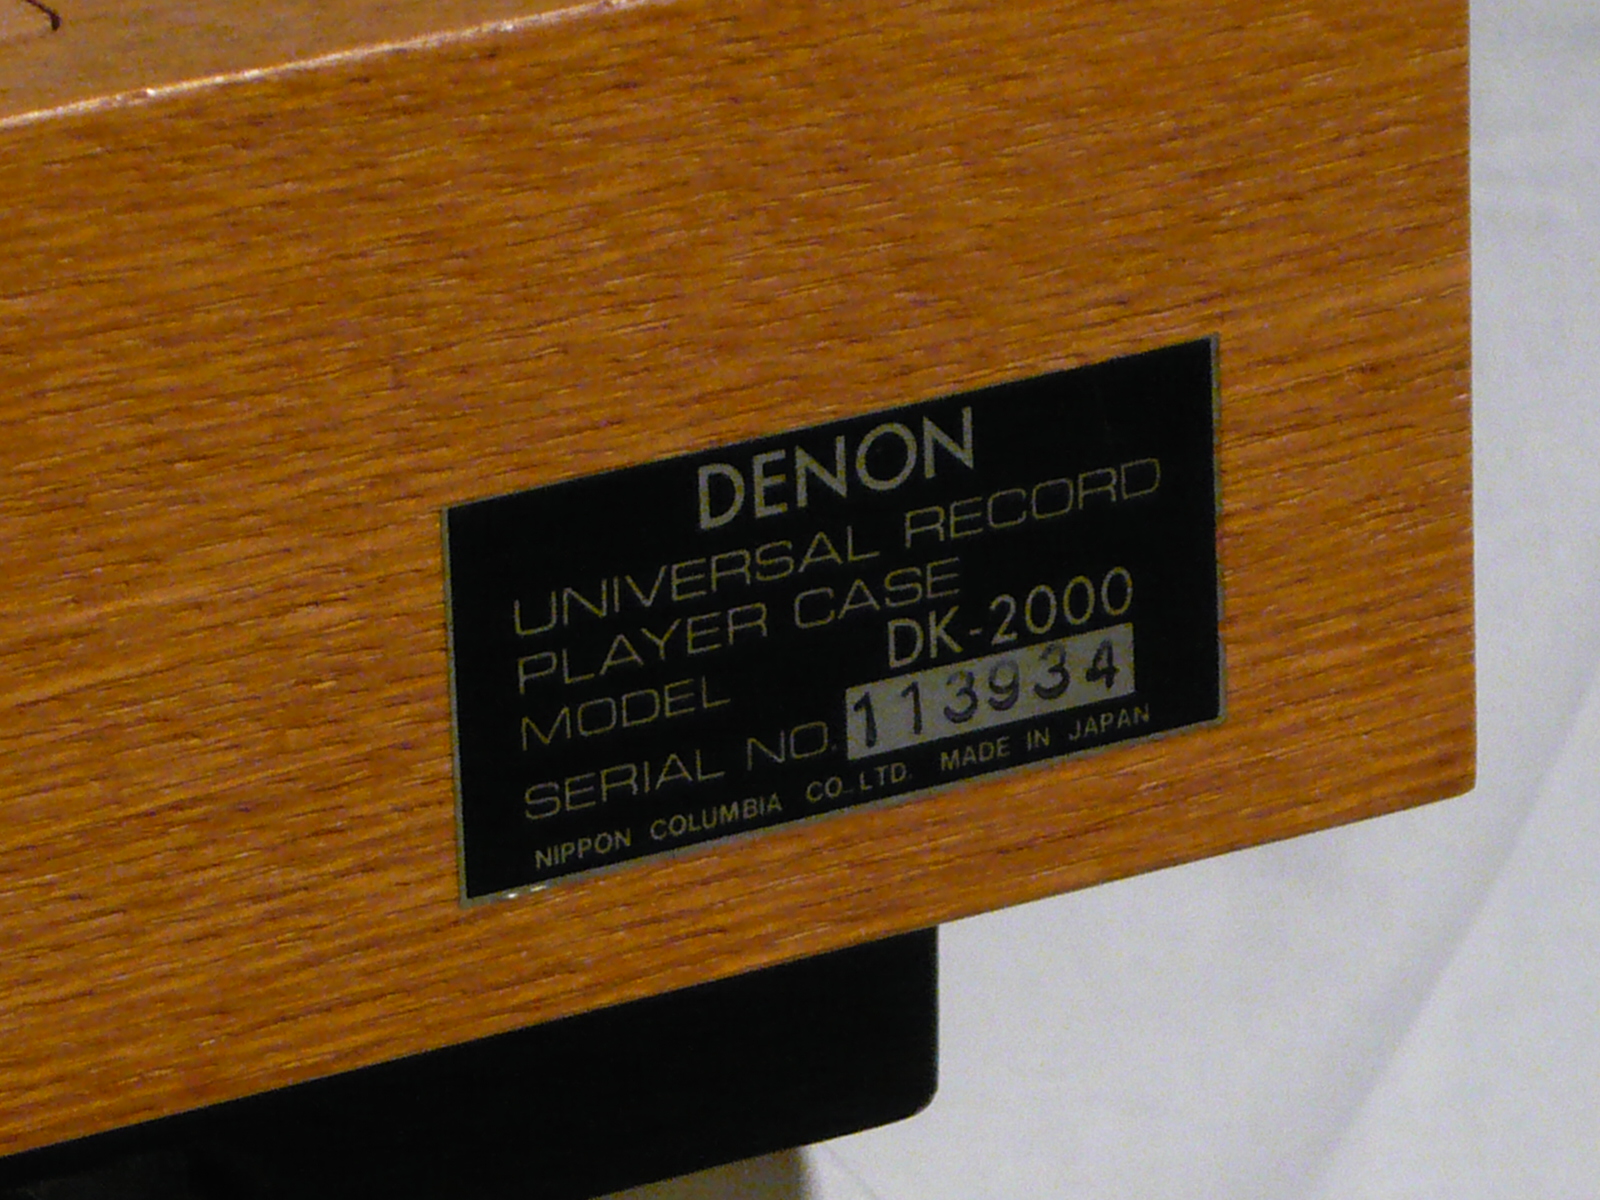 DENON
UNIVERSAL RECORD
PLAYER CASE
MODEL DK-2000
SERIAL NO. 113934
NIPPON COLUMBIA CO.LTD. MADE IN JAPAN